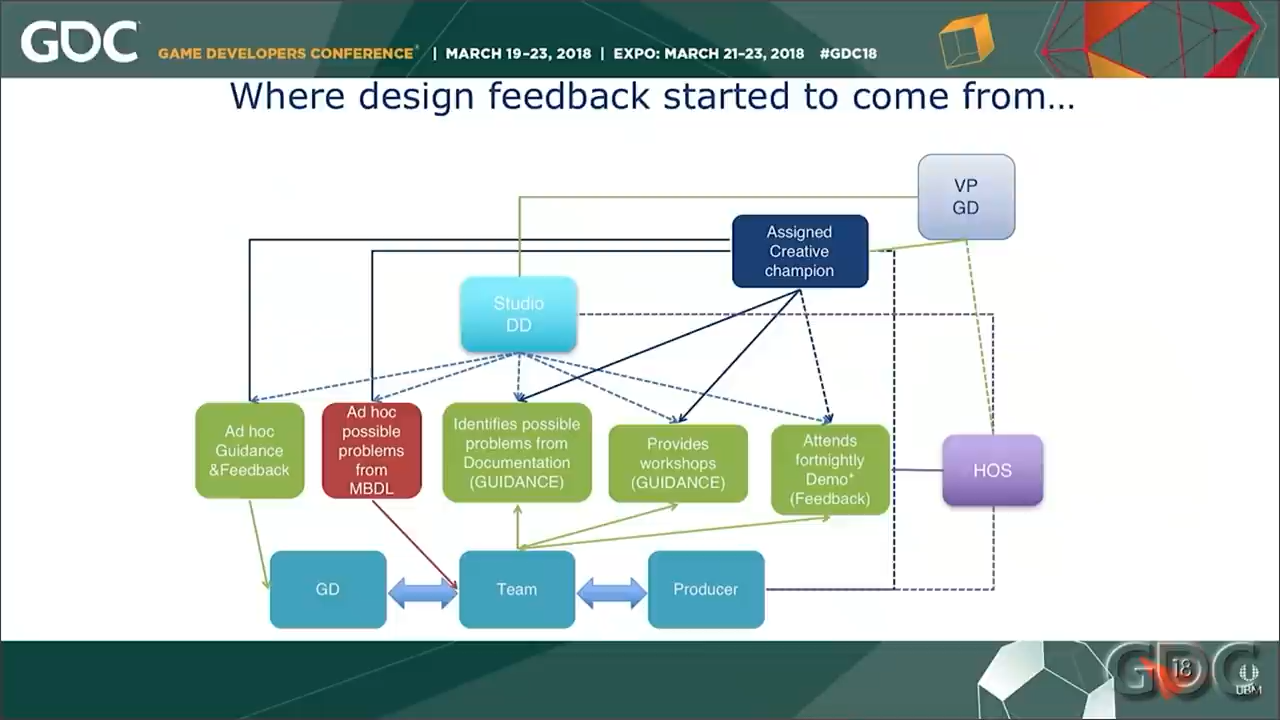 GDC
GAME DEVELOPERS CONFERENCE® | MARCH 19–23, 2018 | EXPO: MARCH 21–23, 2018 #GDC18
Where design feedback started to come from...
VP
GD
Assigned
Creative
champion
Studio
DD
Ad hoc
Guidance
&Feedback
Ad hoc
possible
problems
from
MBDL
Identifies possible
problems from
Documentation
(GUIDANCE)
Provides
workshops
(GUIDANCE)
Attends
fortnightly
Demo*
(Feedback)
HOS
GD
Team
Producer
GDC
18
UBM